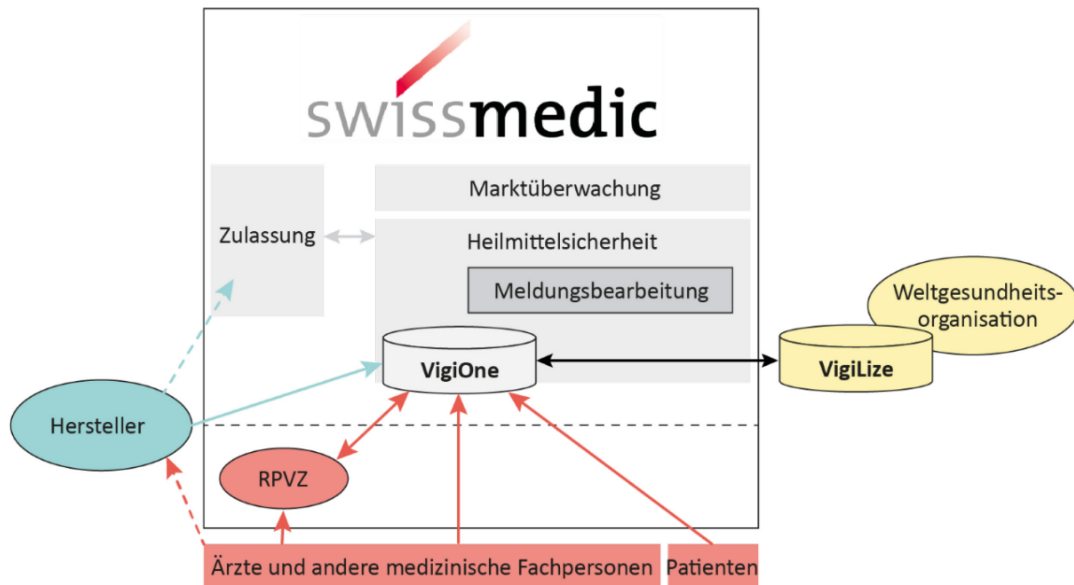 swissmedic
Marktüberwachung
Zulassung
Heilmittelsicherheit
Meldungsbearbeitung
Weltgesundheits-
organisation
VigiOne
VigiLize
Hersteller
RPVZ
Ärzte und andere medizinische Fachpersonen
Patienten